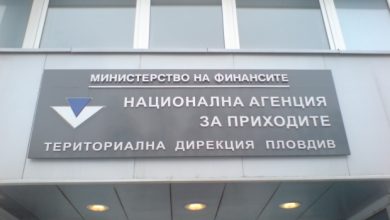 МИНИСТЕРСТВО НА ФИНАНСИТЕ
НАЦИОНАЛНА АГЕНЦИЯ
ЗА ПРИХОДИТЕ
ТЕРИТОРИАЛНА ДИРЕКЦИЯ ПЛОВДИВ